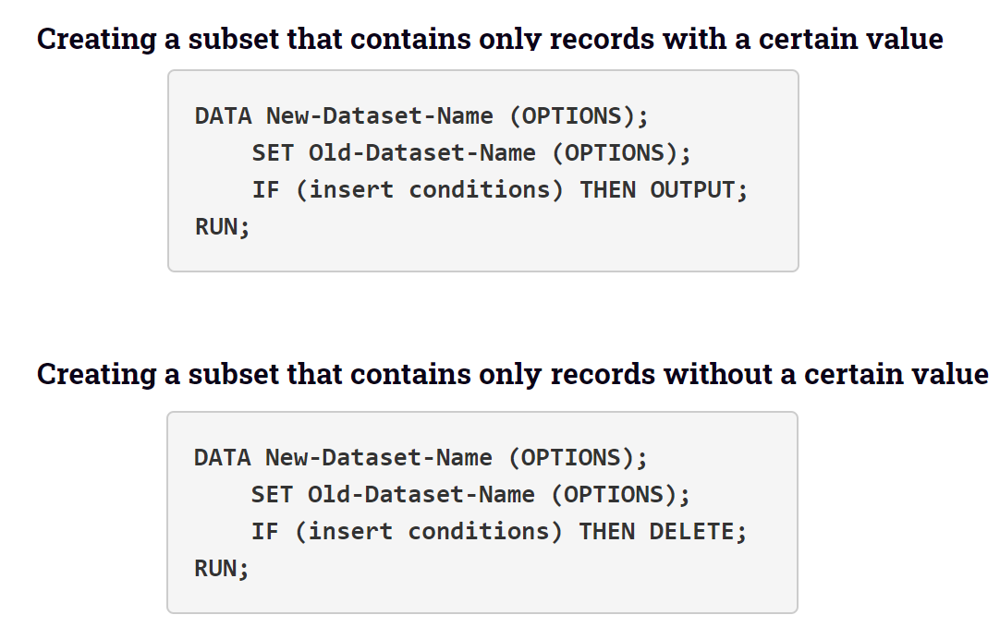 Creating a subset that contains only records with a certain value
DATA New-Dataset-Name (OPTIONS);
    SET Old-Dataset-Name (OPTIONS);
    IF (insert conditions) THEN OUTPUT;
RUN;
Creating a subset that contains only records without a certain value
DATA New-Dataset-Name (OPTIONS);
    SET Old-Dataset-Name (OPTIONS);
    IF (insert conditions) THEN DELETE;
RUN;